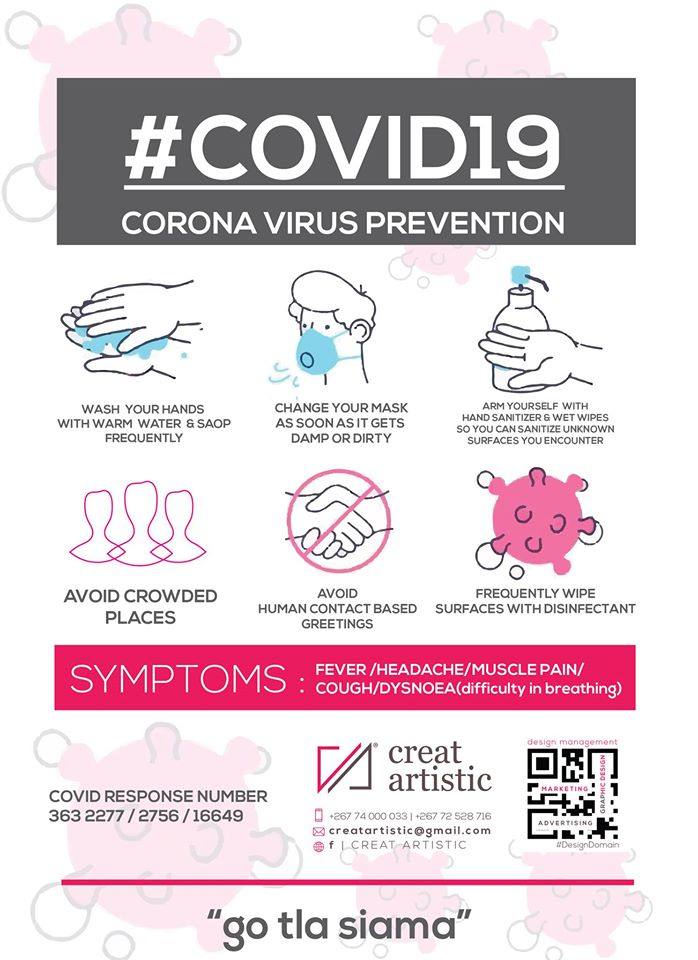 #COVID19
CORONA VIRUS PREVENTION
WASH YOUR HANDS
WITH WARM WATER & SAOP
FREQUENTLY
CHANGE YOUR MASK
AS SOON AS IT GETS
DAMP OR DIRTY
ARM YOURSELF WITH
HAND SANITIZER & WET WIPES
SO YOU CAN SANITIZE UNKNOWN
SURFACES YOU ENCOUNTER
AVOID CROWDED
PLACES
AVOID
HUMAN CONTACT BASED
GREETINGS
FREQUENTLY WIPE
SURFACES WITH DISINFECTANT
SYMPTOMS :
FEVER /HEADACHE/MUSCLE PAIN/
COUGH/DYSNOEA(difficulty in breathing)
COVID RESPONSE NUMBER
363 2277 / 2756 / 16649
creat
artistic
®
+267 74 000 033 | +267 72 528 716
creatartistic@gmail.com
f | CREAT ARTISTIC
design management
MARKETING
GRAPHIC DESIGN
ADVERTISING
#DesignDomain
“go tla siama”